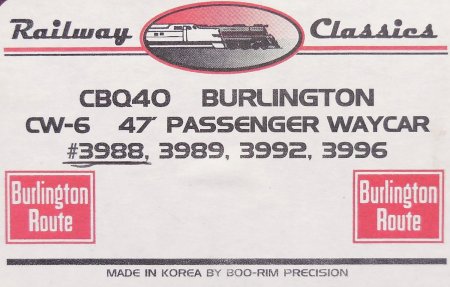 Railway Classics
CBQ40 BURLINGTON
CW-6 47' PASSENGER WAYCAR
#3988, 3989, 3992, 3996
Burlington Route
Burlington Route
MADE IN KOREA BY BOO-RIM PRECISION